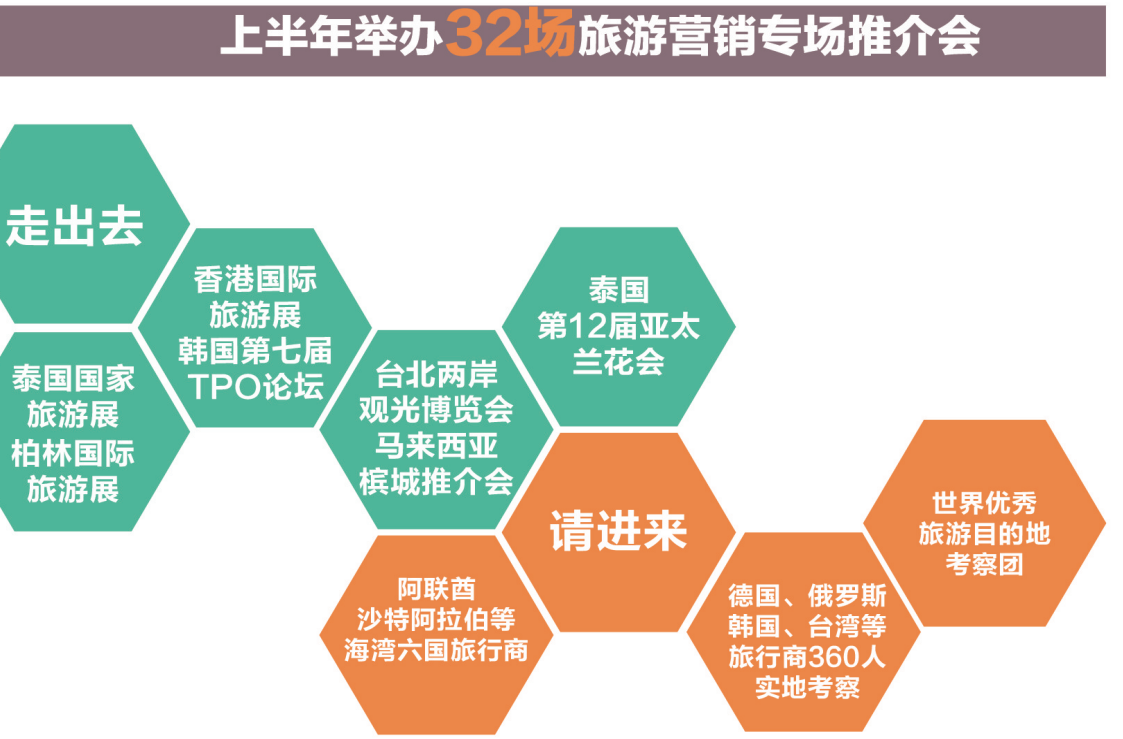 上半年举办32场旅游营销专场推介会
走出去
香港国际
旅游展
韩国第七届
TPO论坛
泰国国家
旅游展
柏林国际
旅游展
台北两岸
观光博览会
马来西亚
槟城推介会
泰国
第12届亚太
兰花会
请进来
阿联酋
沙特阿拉伯等
海湾六国旅行商
德国、俄罗斯
韩国、台湾等
旅行商360人
实地考察
世界优秀
旅游目的地
考察团